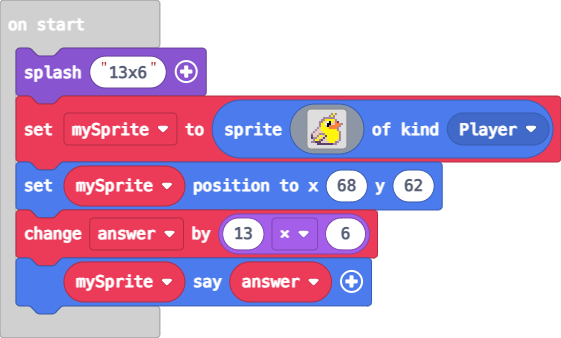 on start
splash "13x6"
set mySprite to sprite of kind Player
set mySprite position to x 68 y 62
change answer by 13 × 6
mySprite say answer